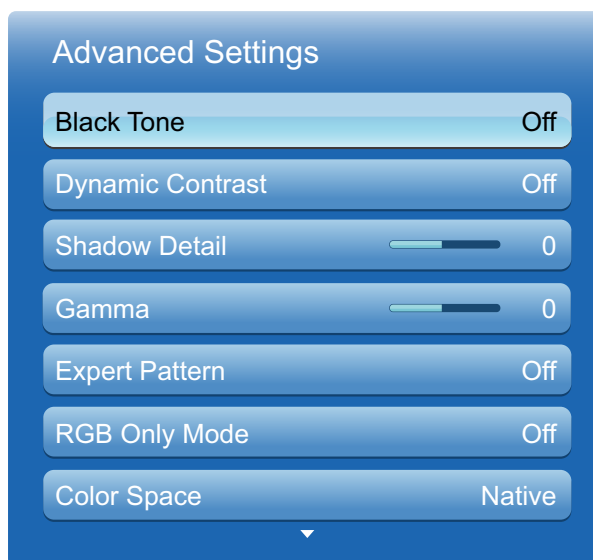 Advanced Settings
Black Tone Off
Dynamic Contrast Off
Shadow Detail 0
Gamma 0
Expert Pattern Off
RGB Only Mode Off
Color Space Native